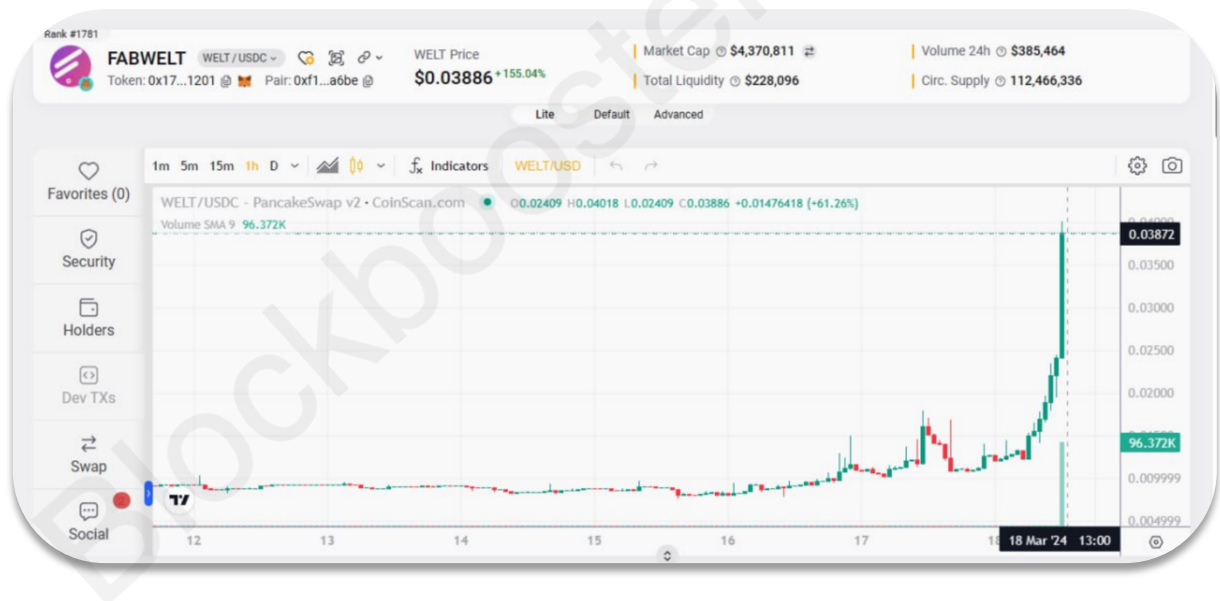 Rank #1781
FABWELT WELT/USDC
Token: 0x17...1201 Pair: 0xf1...a6be
WELT Price
$0.03886 +155.04%
Market Cap $4,370,811
Total Liquidity $228,096
Volume 24h $385,464
Circ. Supply 112,466,336
Lite Default Advanced
Favorites (0)
Security
Holders
Dev TXs
Swap
2
Social
1m 5m 15m 1h D fx Indicators WELT/USD
WELT/USDC - PancakeSwap v2 • CoinScan.com O0.02409 H0.04018 L0.02409 C0.03886 +0.01476418 (+61.26%)
Volume SMA 9 96.372K
0.03872
0.03500
0.03000
0.02500
0.02000
96.372K
0.009999
0.004999
12 13 14 15 16 17 18 Mar '24 13:00
Blockbooster